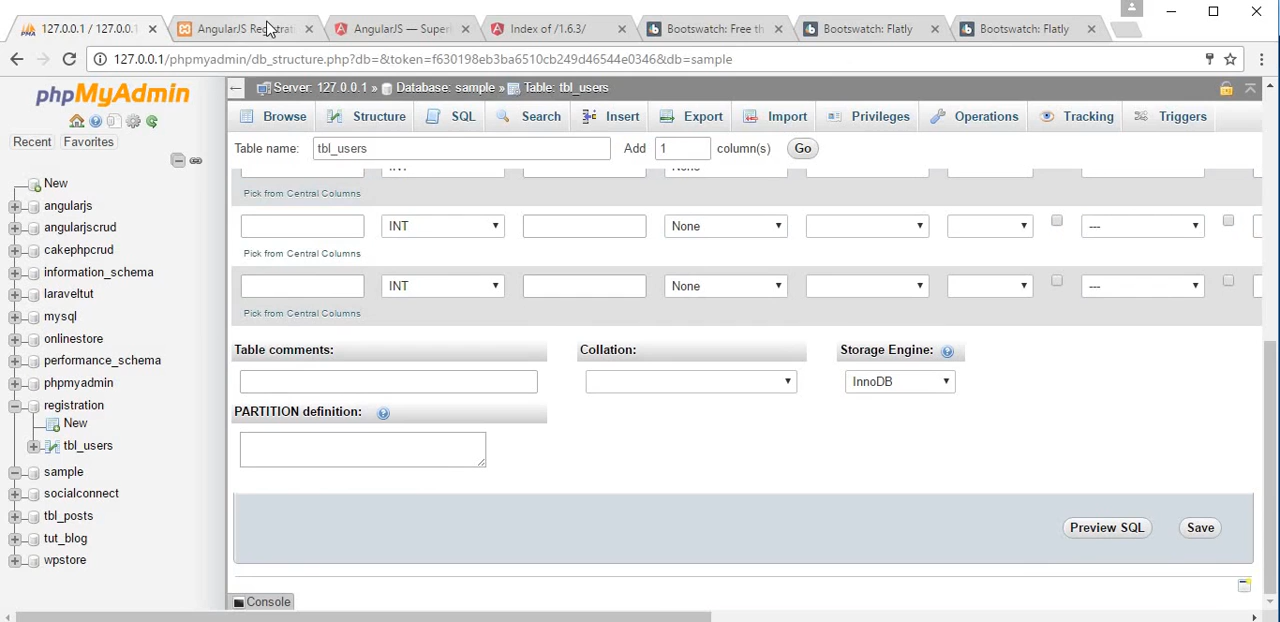 127.0.0.1 / 127.0.0.1
AngularJS Registrat
AngularJS — Super
Index of /1.6.3/
Bootswatch: Free th
Bootswatch: Flatly
Bootswatch: Flatly
127.0.0.1/phpmyadmin/db_structure.php?db=&token=f630198eb3b66510cb249d46544e0346&db=sample
phpMyAdmin
Recent
Favorites
New
angularjs
angularjscrud
cakephpcrud
information_schema
laraveltut
mysql
onlinestore
performance_schema
phpmyadmin
registration
New
tbl_users
sample
socialconnect
tbl_posts
tut_blog
wpstore
Server: 127.0.0.1 » Database: sample » Table: tbl_users
Browse
Structure
SQL
Search
Insert
Export
Import
Privileges
Operations
Tracking
Triggers
Table name: tbl_users Add 1 column(s) Go
Pick from Central Columns
INT None ---
Pick from Central Columns
INT None ---
Pick from Central Columns
Table comments: Collation: Storage Engine:
InnoDB
PARTITION definition:
Preview SQL Save
Console